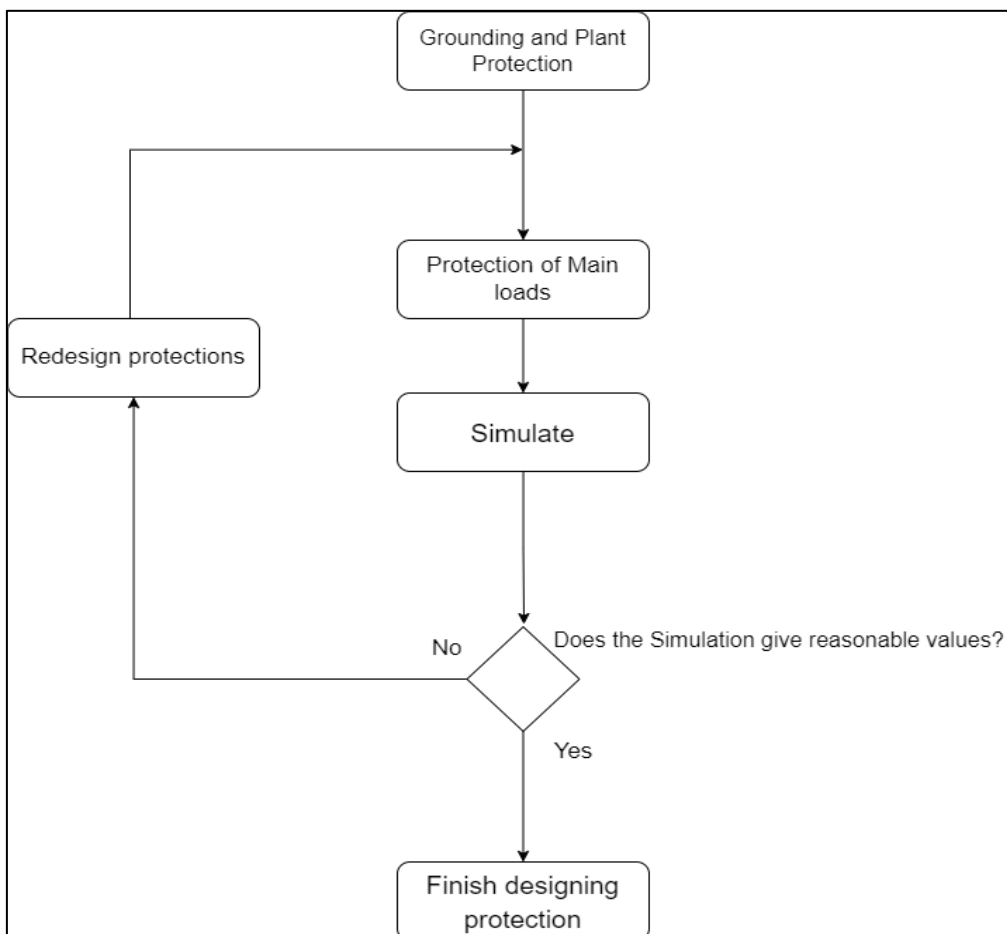 Grounding and Plant
Protection
Protection of Main
loads
Redesign protections
Simulate
Does the Simulation give reasonable values?
No
Yes
Finish designing
protection